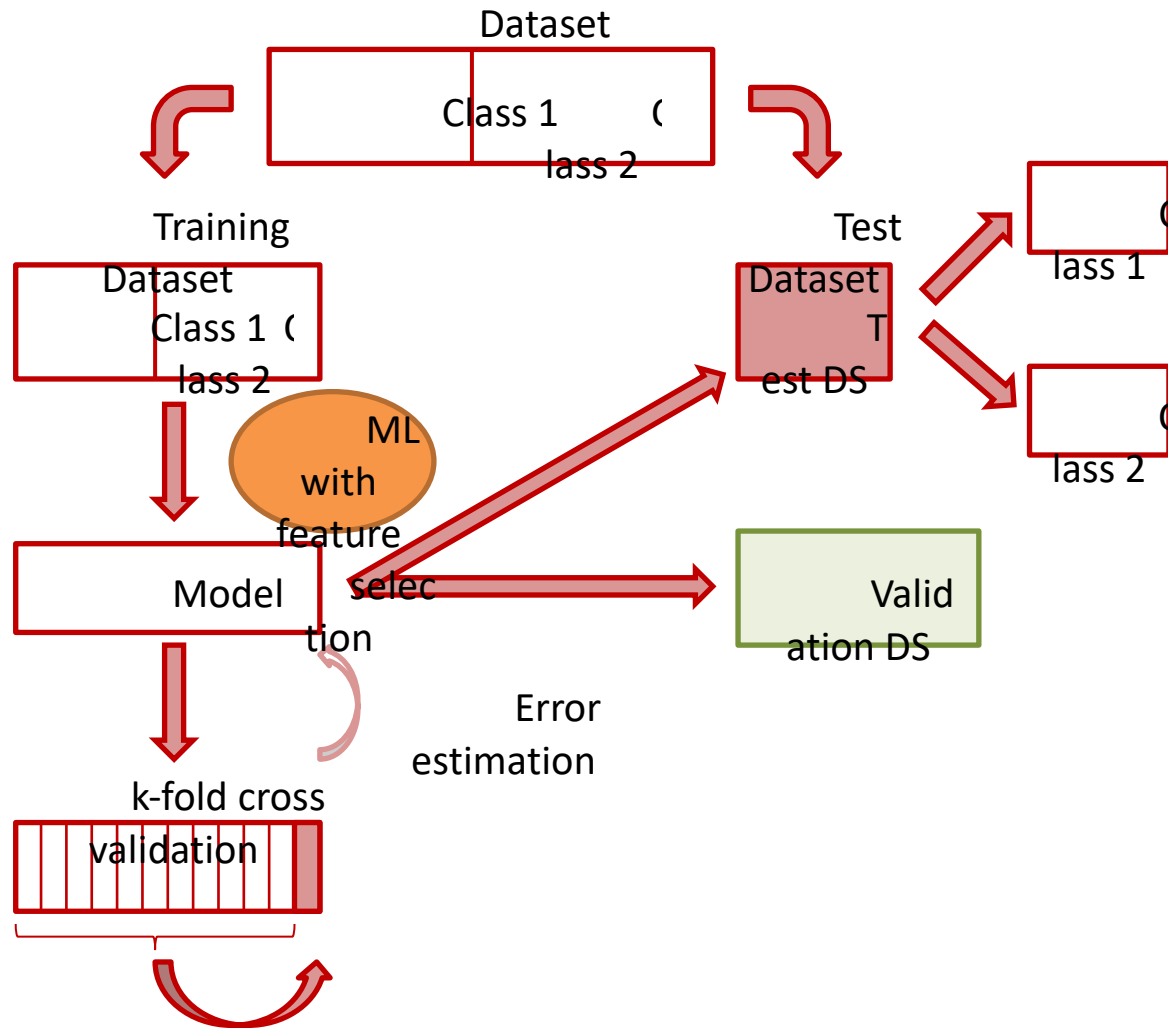 Dataset
Class 1 C
lass 2
Training
Dataset
Class 1 C
lass 2
Test
Dataset
T
est DS
C
lass 1
C
lass 2
ML
with
feature
selec
tion
Model
Valid
ation DS
Error
estimation
k-fold cross
validation